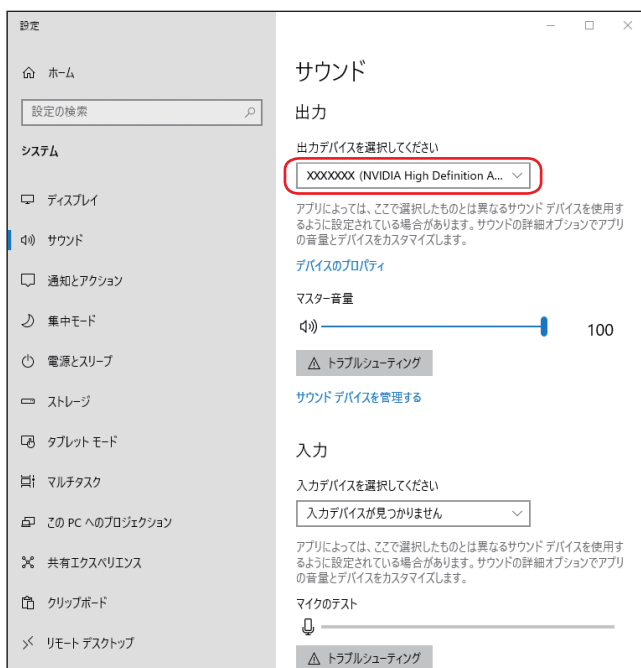 設定
ホーム
設定の検索
システム
ディスプレイ
サウンド
通知とアクション
集中モード
電源とスリープ
ストレージ
タブレット モード
マルチタスク
この PC へのプロジェクション
共有エクスペリエンス
クリップボード
リモート デスクトップ
サウンド
出力
出力デバイスを選択してください
XXXXXXX (NVIDIA High Definition A...
アプリによっては、ここで選択したものとは異なるサウンド デバイスを使用す
るように設定されている場合があります。サウンドの詳細オプションでアプリ
の音量とデバイスをカスタマイズします。
デバイスのプロパティ
マスター音量
100
トラブルシューティング
サウンド デバイスを管理する
入力
入力デバイスを選択してください
入力デバイスが見つかりません
アプリによっては、ここで選択したものとは異なるサウンド デバイスを使用す
るように設定されている場合があります。サウンドの詳細オプションでアプリ
の音量とデバイスをカスタマイズします。
マイクのテスト
トラブルシューティング